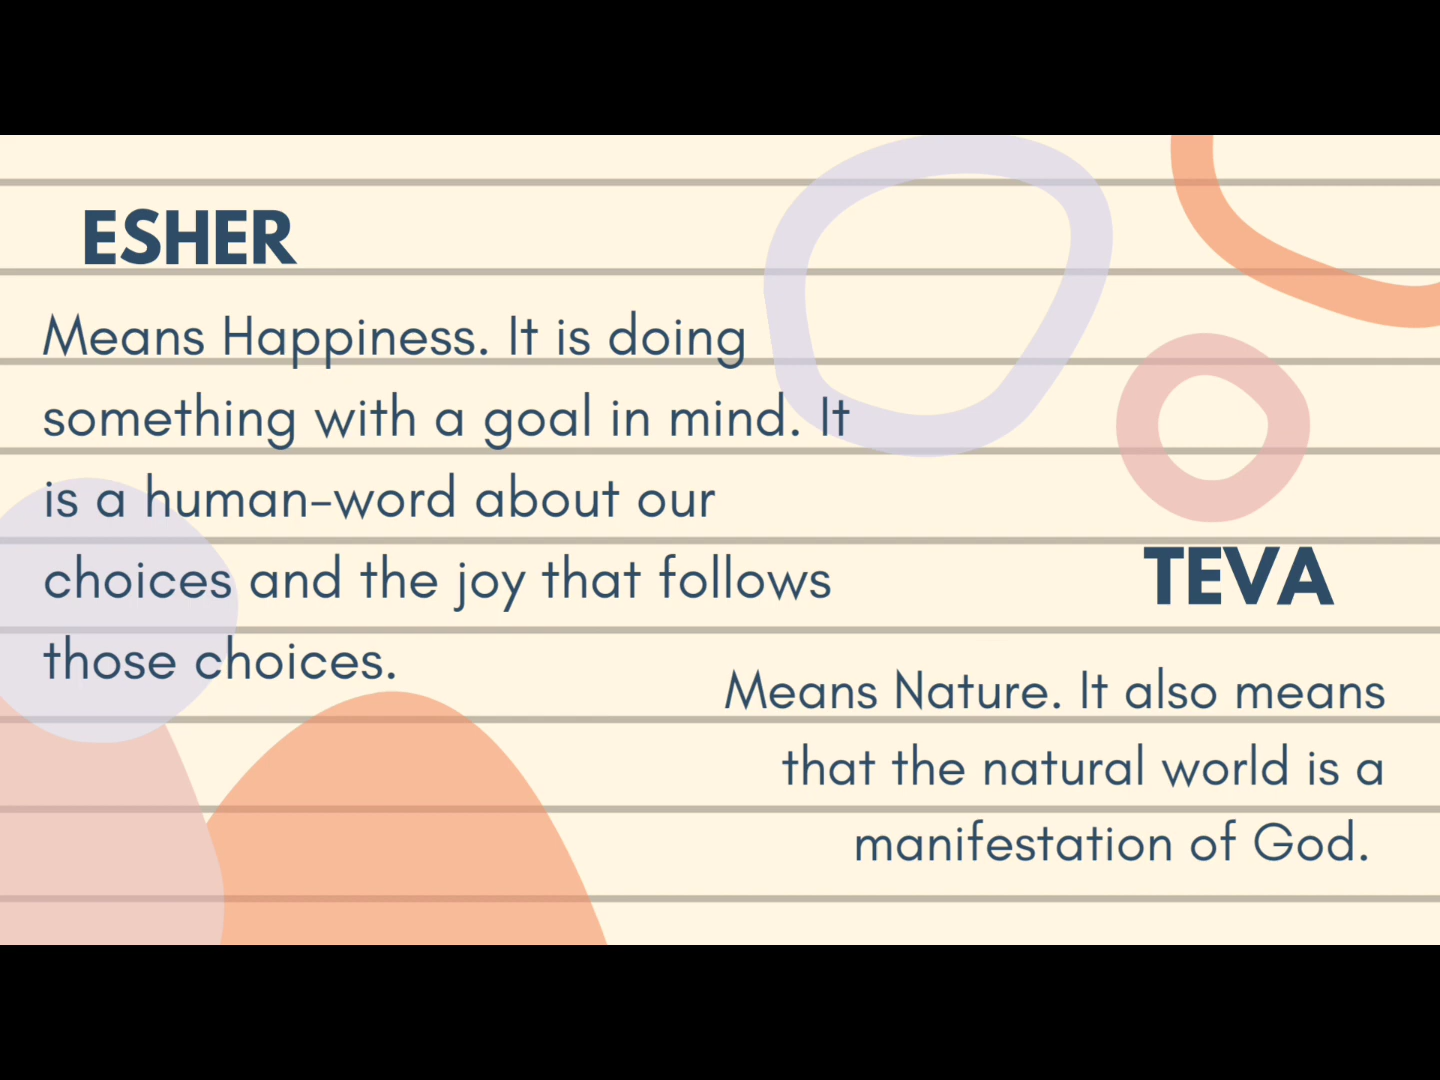 ESHER
Means Happiness. It is doing
something with a goal in mind. It
is a human-word about our
choices and the joy that follows
those choices.
TEVA
Means Nature. It also means
that the natural world is a
manifestation of God.